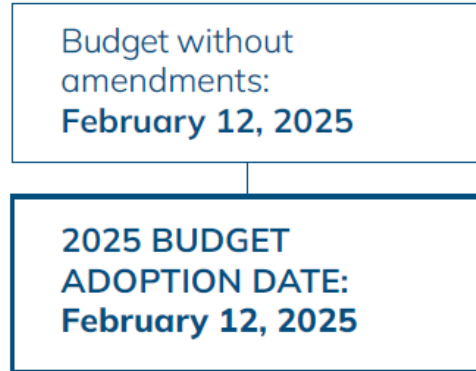 Budget without
amendments:
February 12, 2025
2025 BUDGET
ADOPTION DATE:
February 12, 2025